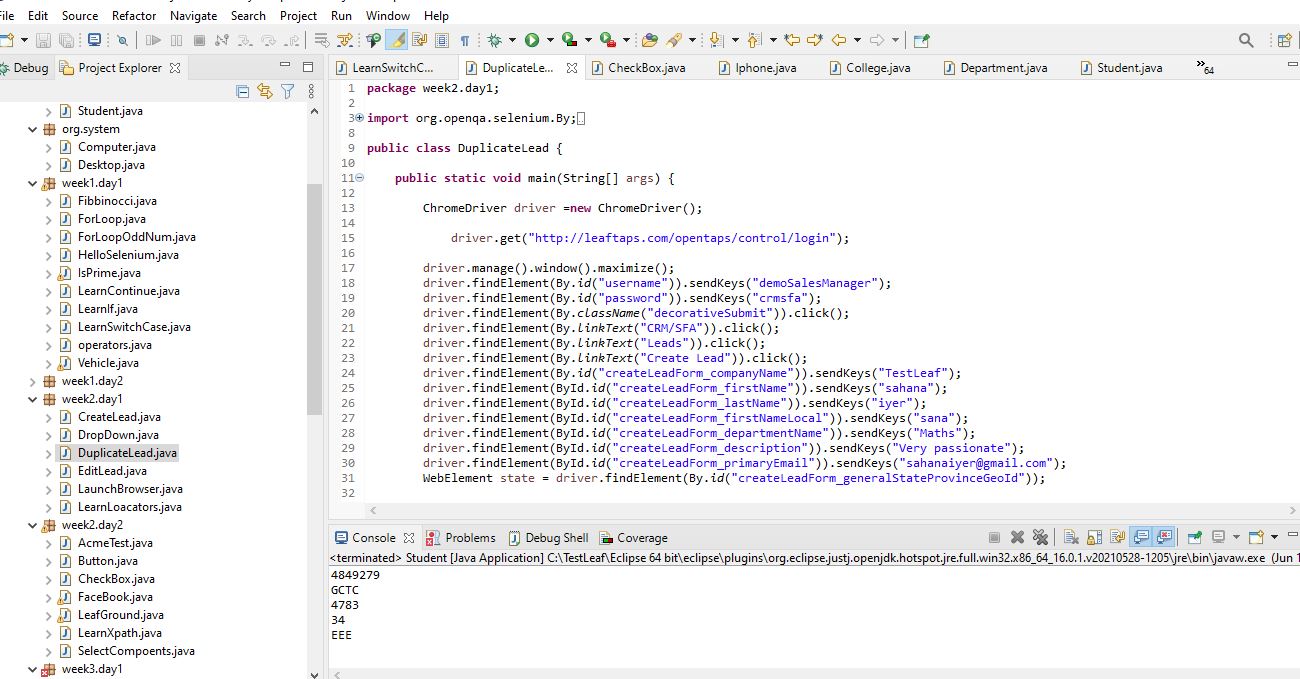 File Edit Source Refactor Navigate Search Project Run Window Help
Debug Project Explorer
LearnSwitchC... DuplicateLe... CheckBox.java Iphone.java College.java Department.java Student.java 64
Student.java
org.system
Computer.java
Desktop.java
week1.day1
Fibbinocci.java
ForLoop.java
ForLoopOddNum.java
HelloSelenium.java
IsPrime.java
LearnContinue.java
LearnIf.java
LearnSwitchCase.java
operators.java
Vehicle.java
week1.day2
week2.day1
CreateLead.java
DropDown.java
DuplicateLead.java
EditLead.java
LaunchBrowser.java
LearnLoacators.java
week2.day2
AcmeTest.java
Button.java
CheckBox.java
FaceBook.java
LeafGround.java
LearnXpath.java
SelectCompoents.java
week3.day1
1 package week2.day1;
2
3 import org.openqa.selenium.By;
8
9 public class DuplicateLead {
10
11 public static void main(String[] args) {
12
13 ChromeDriver driver =new ChromeDriver();
14
15 driver.get("http://leaftaps.com/opentaps/control/login");
16
17 driver.manage().window().maximize();
18 driver.findElement(By.id("username")).sendKeys("demoSalesManager");
19 driver.findElement(By.id("password")).sendKeys("crmsfa");
20 driver.findElement(By.className("decorativeSubmit")).click();
21 driver.findElement(By.linkText("CRM/SFA")).click();
22 driver.findElement(By.linkText("Leads")).click();
23 driver.findElement(By.linkText("Create Lead")).click();
24 driver.findElement(By.id("createLeadForm_companyName")).sendKeys("TestLeaf");
25 driver.findElement(ById.id("createLeadForm_firstName")).sendKeys("sahana");
26 driver.findElement(ById.id("createLeadForm_lastName")).sendKeys("iyer");
27 driver.findElement(ById.id("createLeadForm_firstNameLocal")).sendKeys("sana");
28 driver.findElement(ById.id("createLeadForm_departmentName")).sendKeys("Maths");
29 driver.findElement(ById.id("createLeadForm_description")).sendKeys("Very passionate");
30 driver.findElement(ById.id("createLeadForm_primaryEmail")).sendKeys("sahanaiyer@gmail.com");
31 WebElement state = driver.findElement(By.id("createLeadForm_generalStateProvinceGeoId"));
32
Console Problems Debug Shell Coverage
<terminated> Student [Java Application] C:\TestLeaf\Eclipse 64 bit\eclipse\plugins\org.eclipse.justj.openjdk.hotspot.jre.full.win32.x86_64_16.0.1.v20210528-1205\jre\bin\javaw.exe (Jun 1
4849279
GCTC
4783
34
EEE